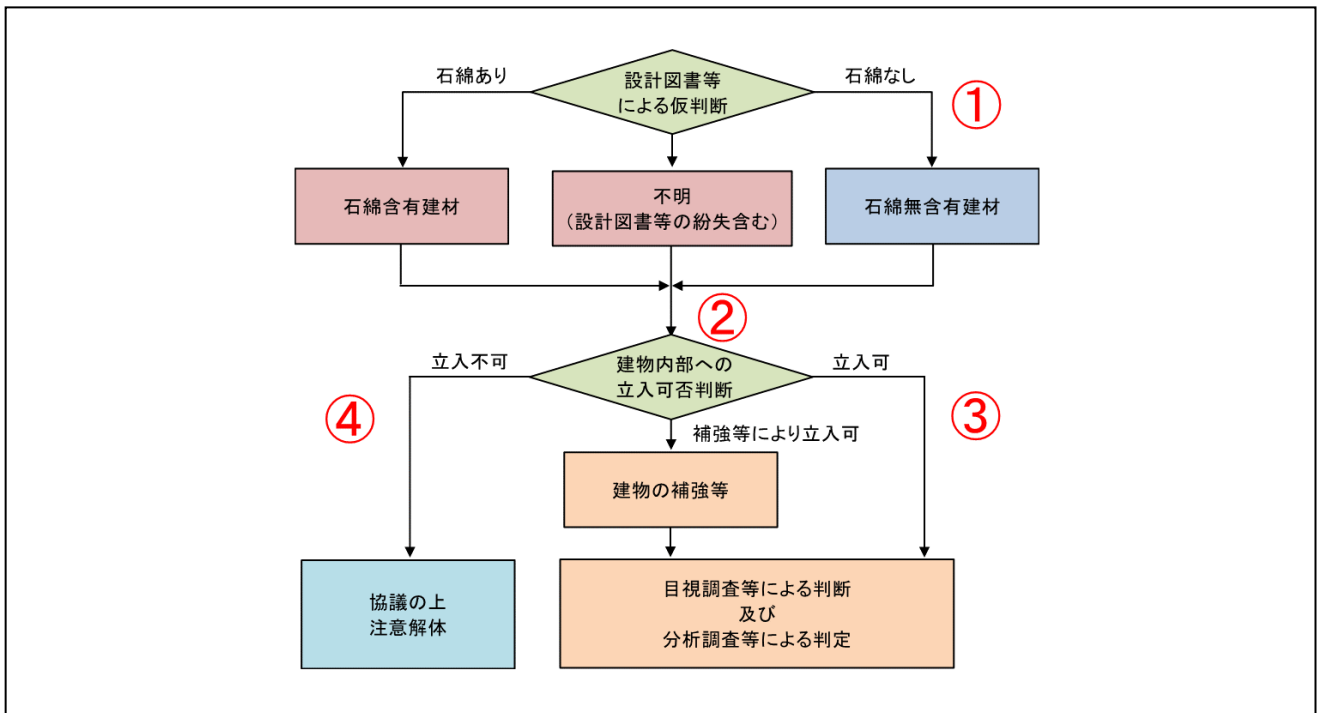 石綿あり
設計図書等
による仮判断
石綿なし
①
石綿含有建材
不明
（設計図書等の紛失含む）
石綿無含有建材
②
立入不可
建物内部への
立入可否判断
立入可
④
③
補強等により立入可
建物の補強等
協議の上
注意解体
目視調査等による判断
及び
分析調査等による判定